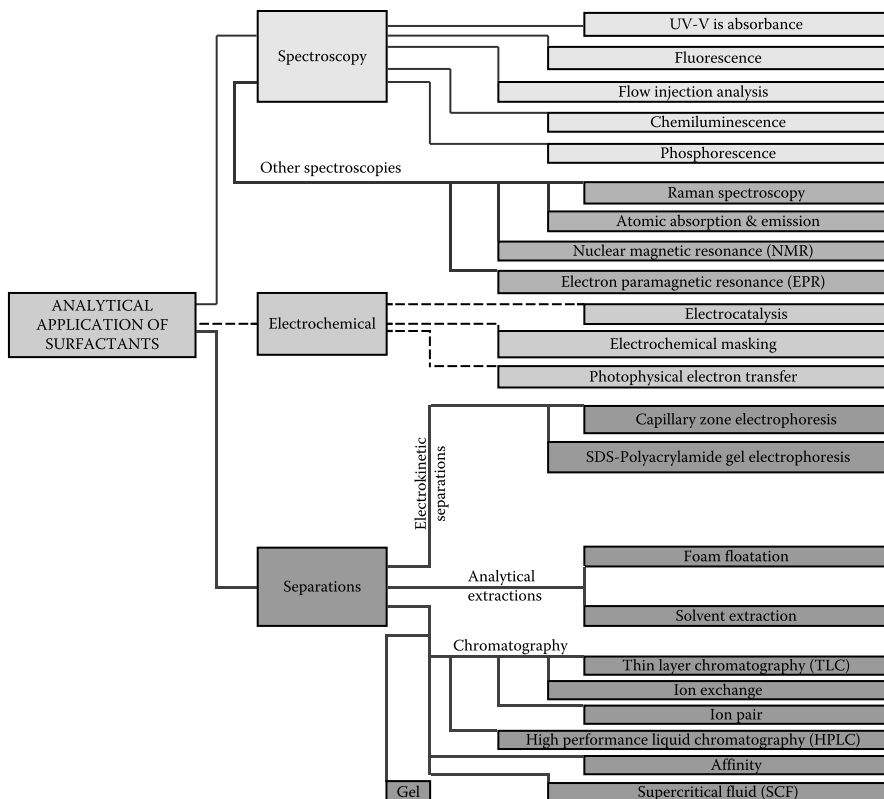 UV-V is absorbance
Spectroscopy
Fluorescence
Flow injection analysis
Chemiluminescence
Phosphorescence
Other spectroscopies
Raman spectroscopy
Atomic absorption & emission
Nuclear magnetic resonance (NMR)
Electron paramagnetic resonance (EPR)
ANALYTICAL
APPLICATION OF
SURFACTANTS
Electrochemical
Electrocatalysis
Electrochemical masking
Photophysical electron transfer
Capillary zone electrophoresis
SDS-Polyacrylamide gel electrophoresis
Electrokinetic
separations
Separations
Foam floatation
Analytical
extractions
Solvent extraction
Chromatography
Thin layer chromatography (TLC)
Ion exchange
Ion pair
High performance liquid chromatography (HPLC)
Affinity
Gel
Supercritical fluid (SCF)